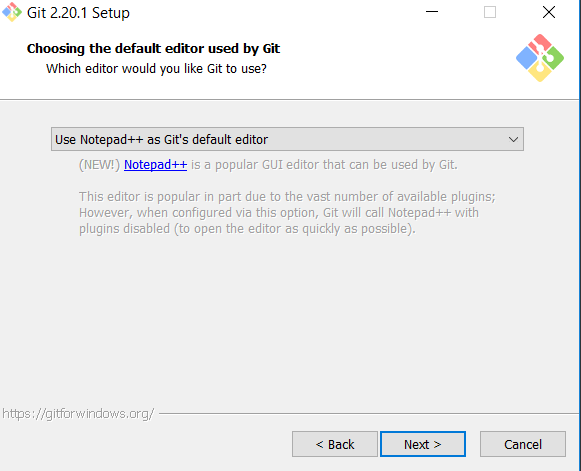 Git 2.20.1 Setup
Choosing the default editor used by Git
Which editor would you like Git to use?
Use Notepad++ as Git's default editor
(NEW!) Notepad++ is a popular GUI editor that can be used by Git.
This editor is popular in part due to the vast number of available plugins;
However, when configured via this option, Git will call Notepad++ with
plugins disabled (to open the editor as quickly as possible).
https://gitforwindows.org/
< Back
Next >
Cancel